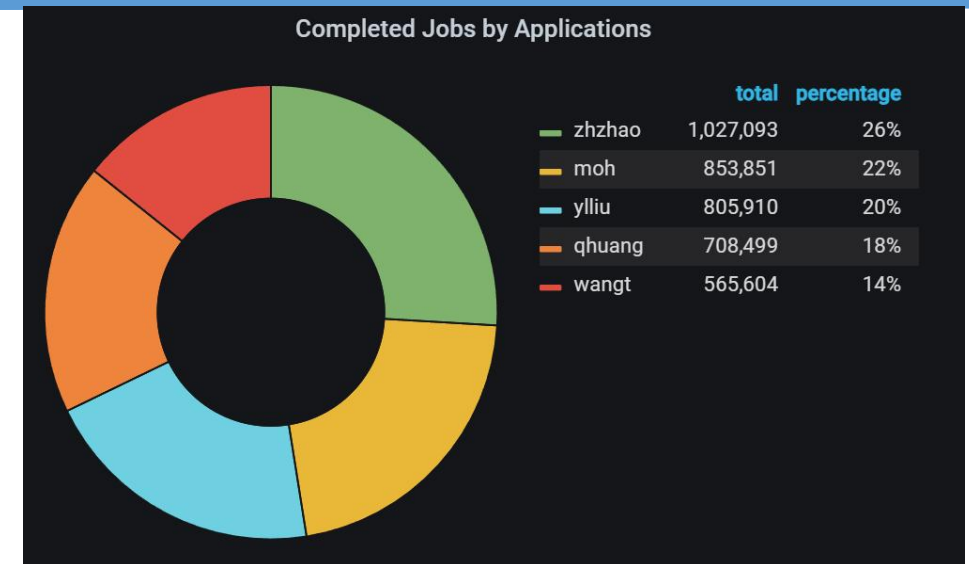 Completed Jobs by Applications
total percentage
zhzhao 1,027,093 26%
moh 853,851 22%
ylliu 805,910 20%
qhuang 708,499 18%
wangt 565,604 14%